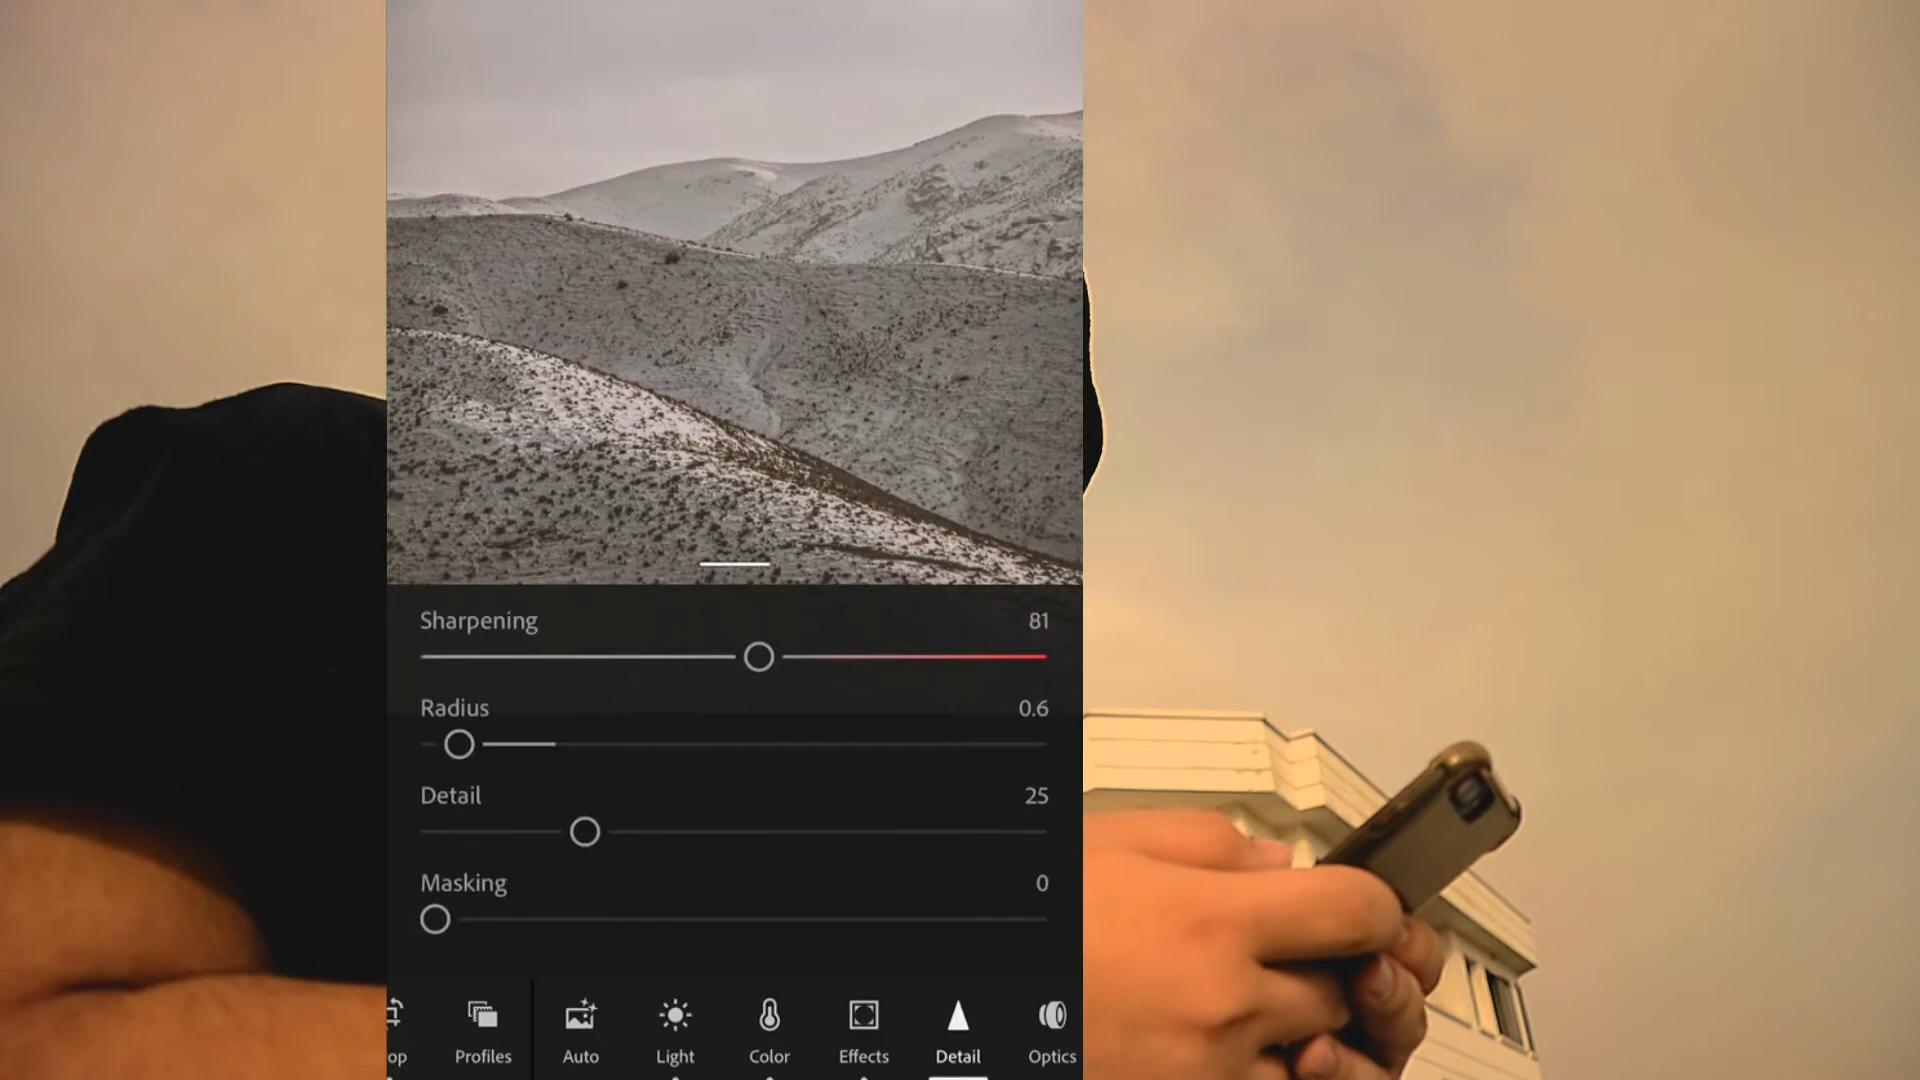 Sharpening 81
Radius 0.6
Detail 25
Masking 0
op Profiles Auto Light Color Effects Detail Optics